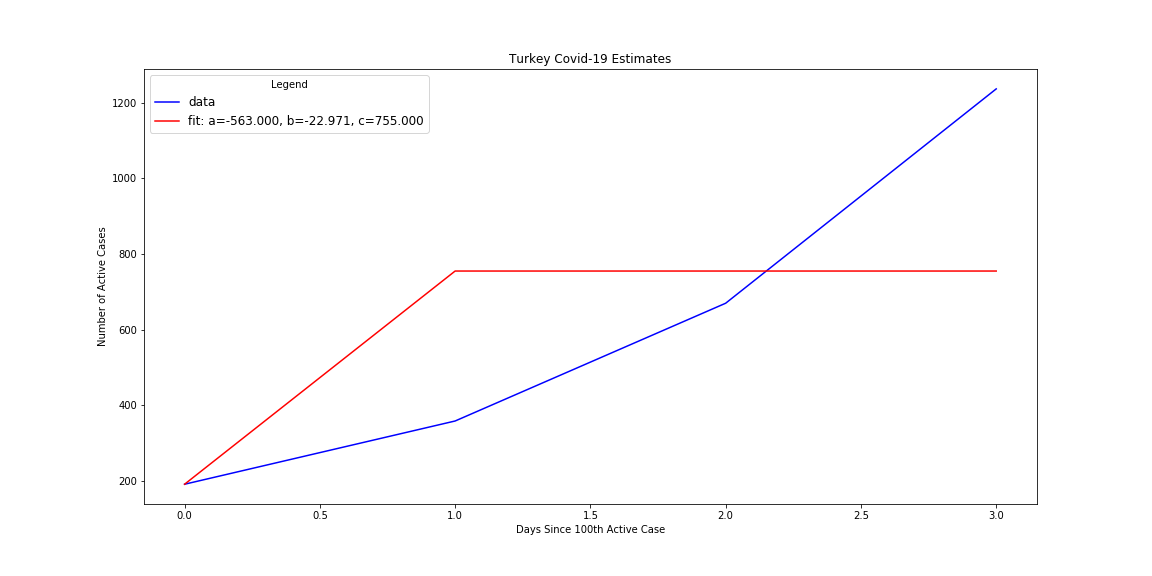 Turkey Covid-19 Estimates
Legend
data
fit: a=-563.000, b=-22.971, c=755.000
Number of Active Cases
1200
1000
800
600
400
200
0.0 0.5 1.0 1.5 2.0 2.5 3.0
Days Since 100th Active Case